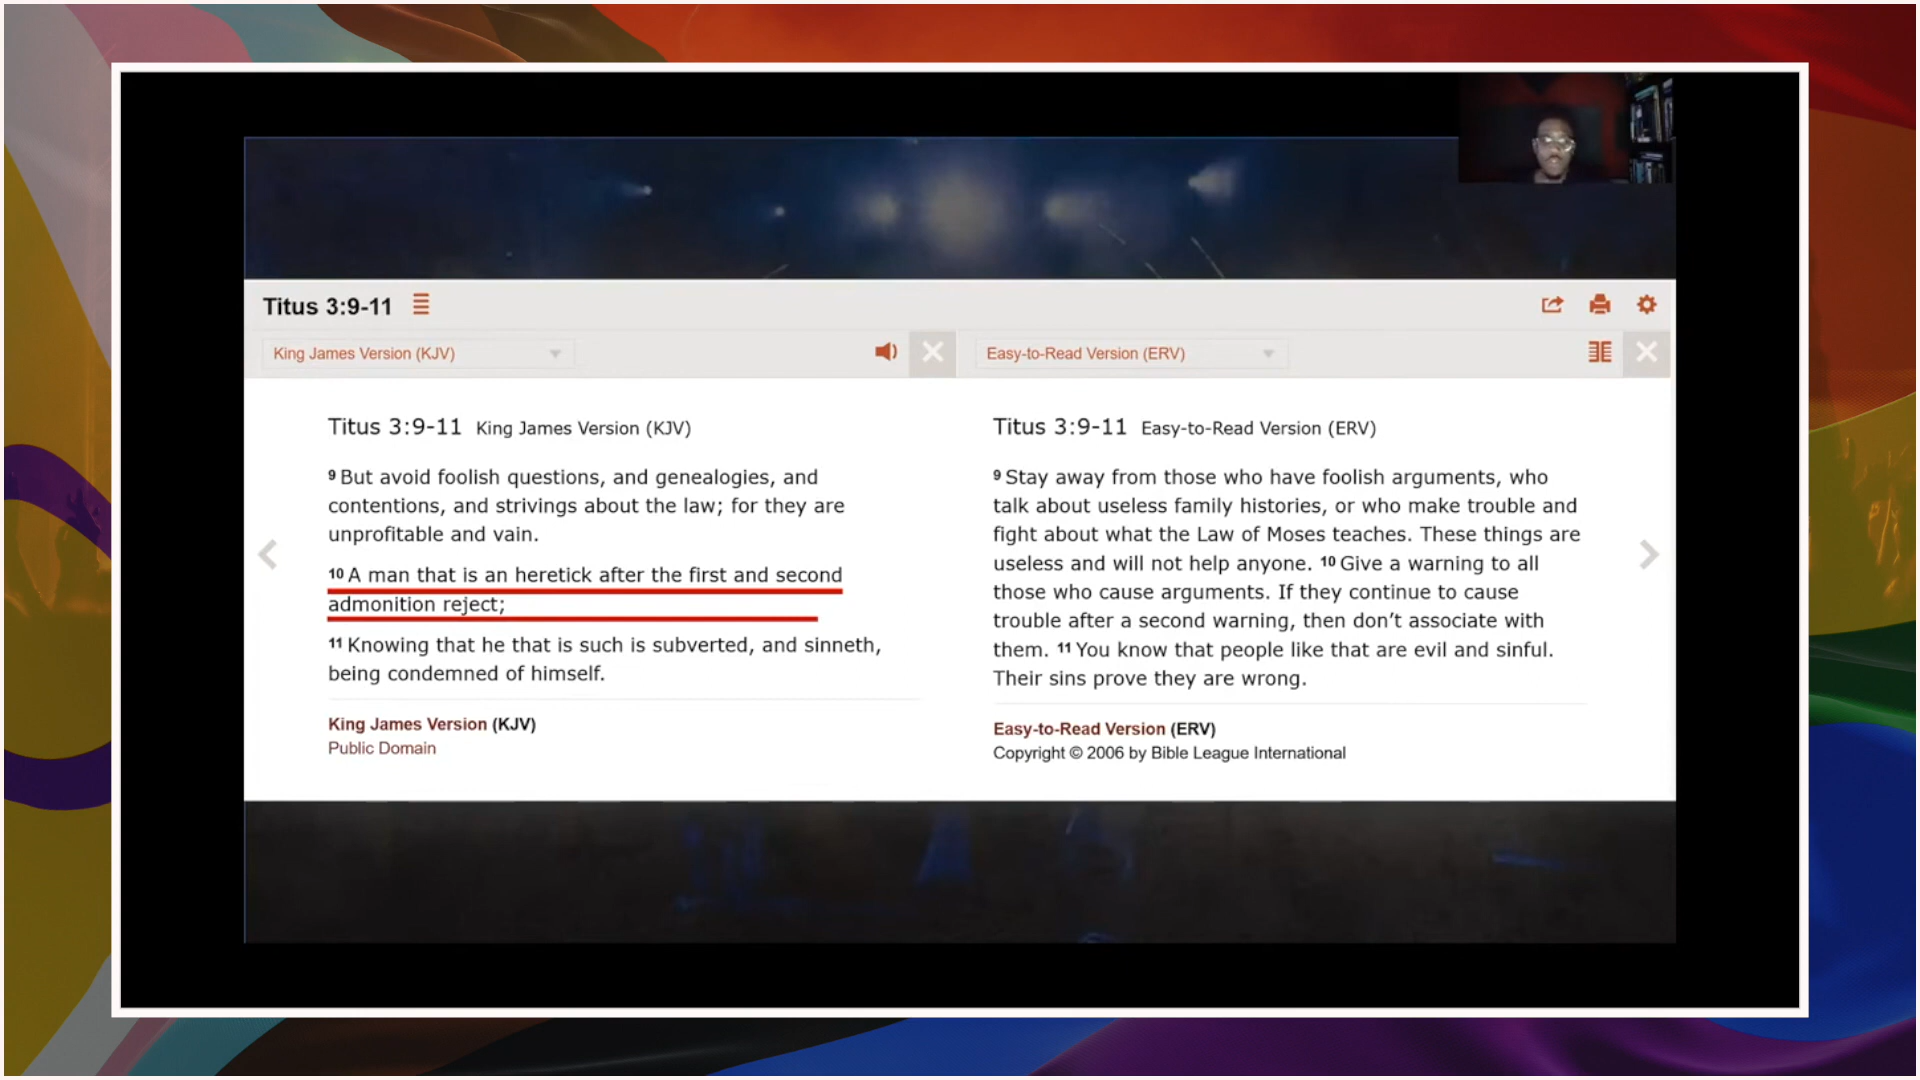 Titus 3:9-11
King James Version (KJV)
Easy-to-Read Version (ERV)
Titus 3:9-11 King James Version (KJV)
9 But avoid foolish questions, and genealogies, and
contentions, and strivings about the law; for they are
unprofitable and vain.
10 A man that is an heretick after the first and second
admonition reject;
11 Knowing that he that is such is subverted, and sinneth,
being condemned of himself.
King James Version (KJV)
Public Domain
Titus 3:9-11 Easy-to-Read Version (ERV)
9 Stay away from those who have foolish arguments, who
talk about useless family histories, or who make trouble and
fight about what the Law of Moses teaches. These things are
useless and will not help anyone. 10 Give a warning to all
those who cause arguments. If they continue to cause
trouble after a second warning, then don’t associate with
them. 11 You know that people like that are evil and sinful.
Their sins prove they are wrong.
Easy-to-Read Version (ERV)
Copyright © 2006 by Bible League International